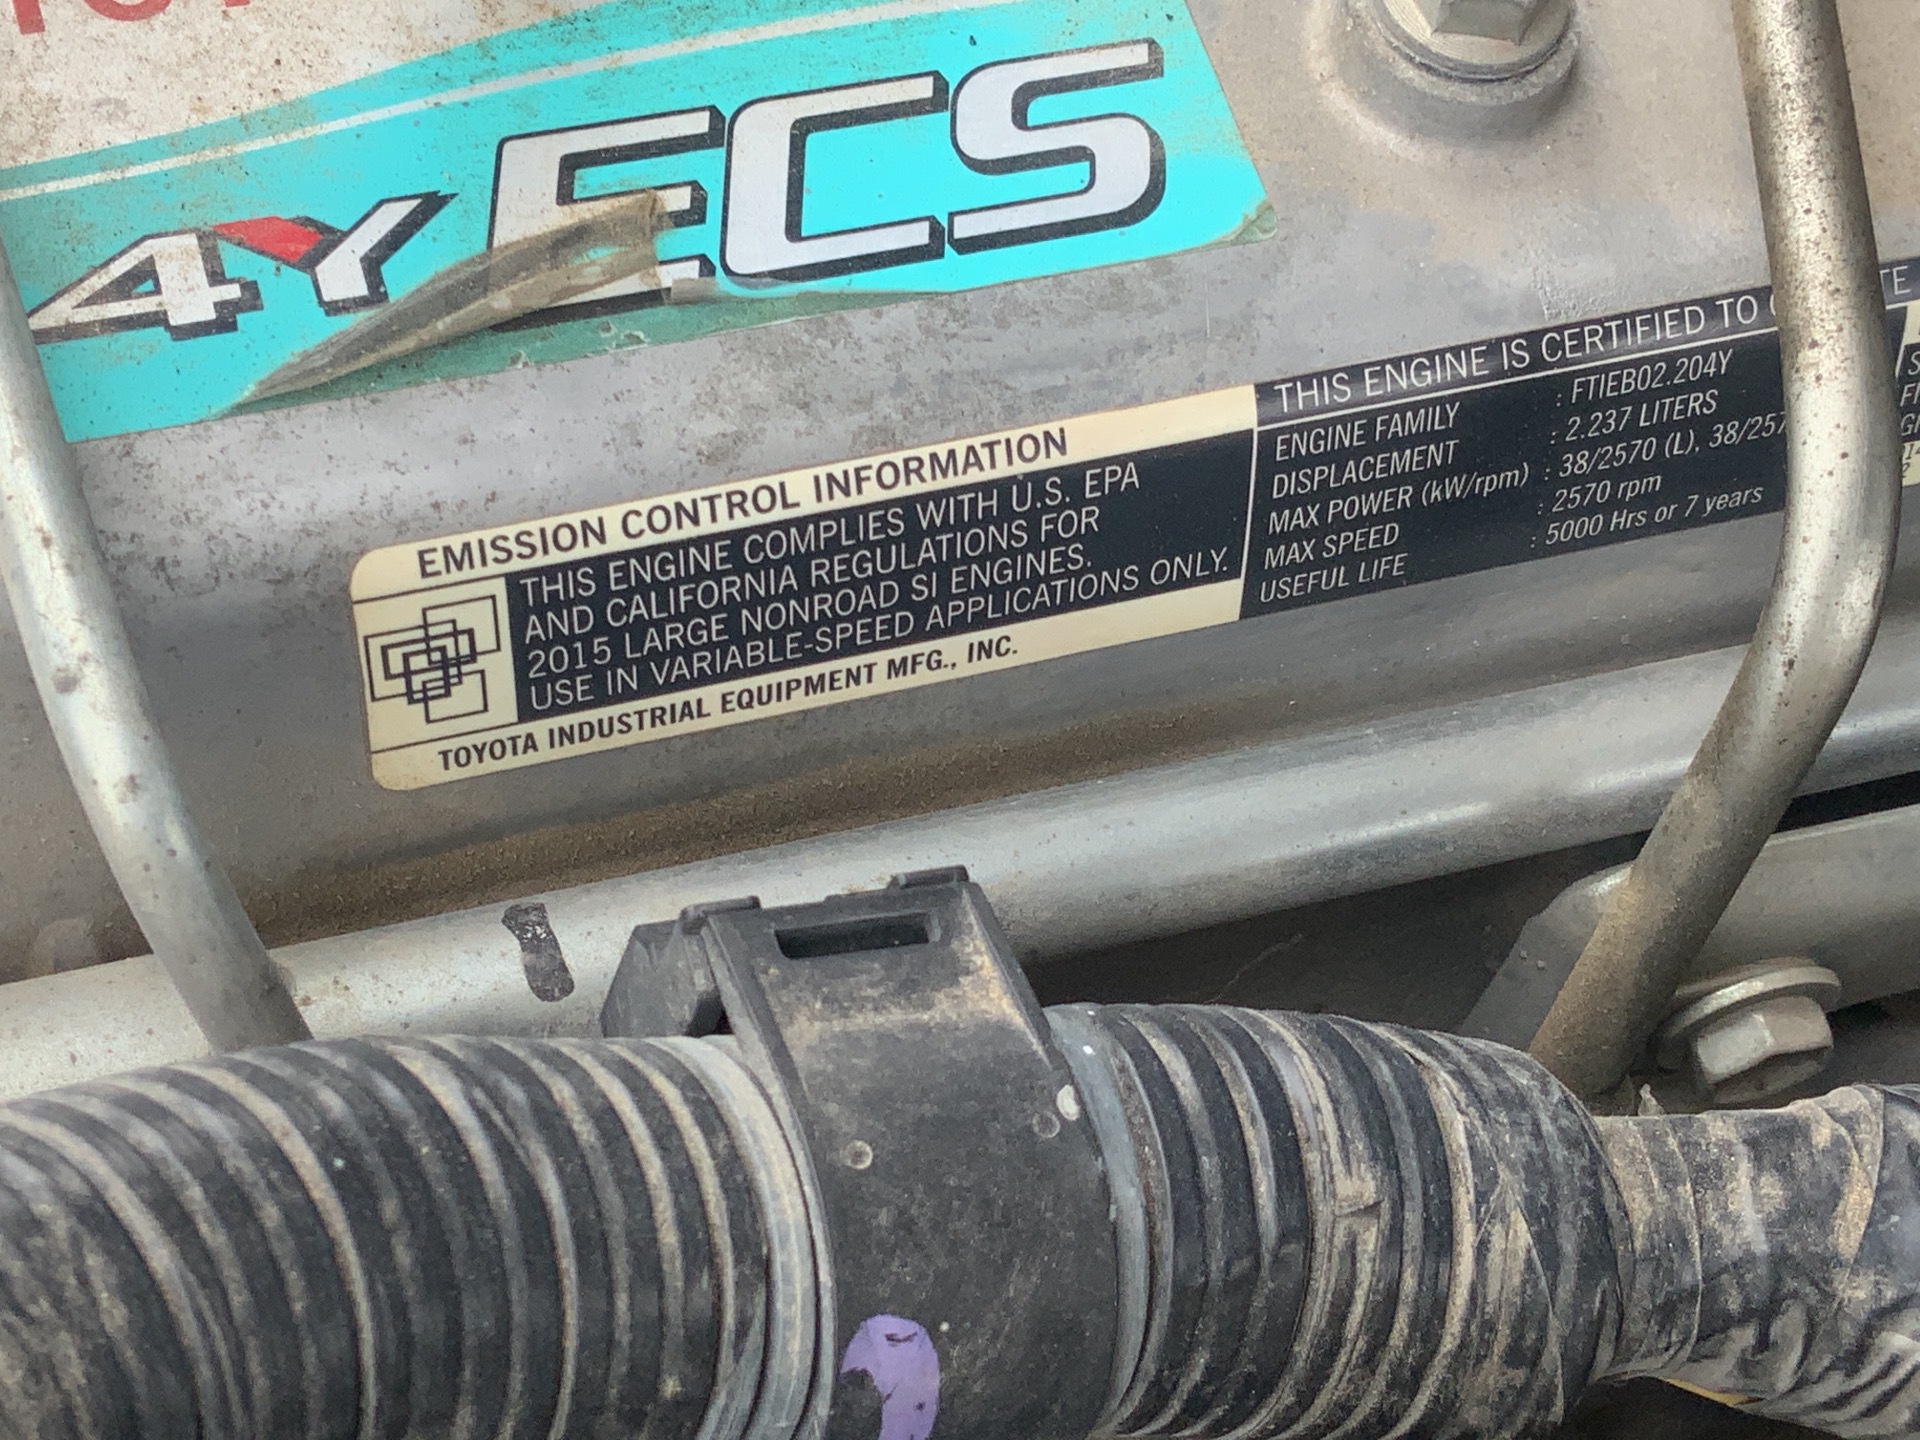 4Y ECS
EMISSION CONTROL INFORMATION
THIS ENGINE COMPLIES WITH U.S. EPA
AND CALIFORNIA REGULATIONS FOR
2015 LARGE NONROAD SI ENGINES.
USE IN VARIABLE-SPEED APPLICATIONS ONLY.
TOYOTA INDUSTRIAL EQUIPMENT MFG., INC.
THIS ENGINE IS CERTIFIED TO
ENGINE FAMILY : FTIEB02.204Y
DISPLACEMENT : 2.237 LITERS
MAX POWER (kW/rpm) : 38/2570 (L), 38/257
MAX SPEED : 2570 rpm
USEFUL LIFE : 5000 Hrs or 7 years